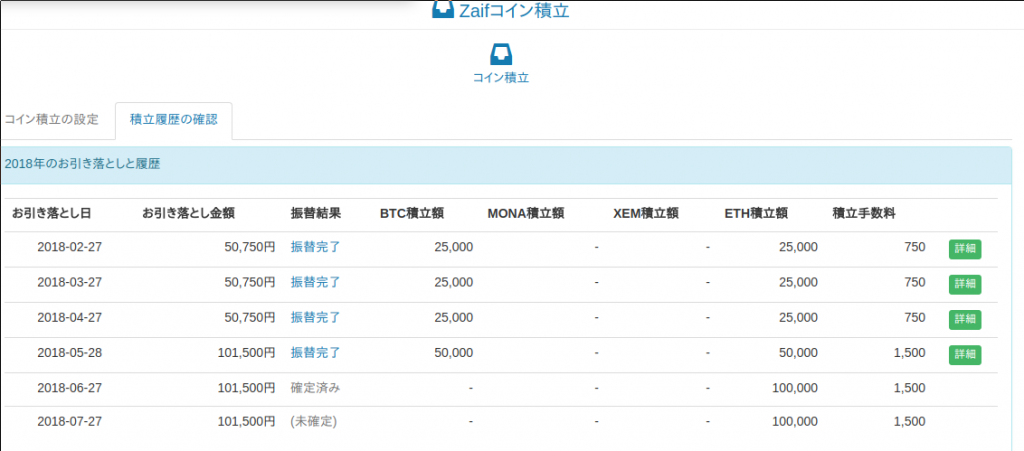 Zaifコイン積立
コイン積立
コイン積立の設定 積立履歴の確認
2018年のお引き落としと履歴
お引き落とし日 お引き落とし金額 振替結果 BTC積立額 MONA積立額 XEM積立額 ETH積立額 積立手数料
2018-02-27 50,750円 振替完了 25,000 - - 25,000 750 詳細
2018-03-27 50,750円 振替完了 25,000 - - 25,000 750 詳細
2018-04-27 50,750円 振替完了 25,000 - - 25,000 750 詳細
2018-05-28 101,500円 振替完了 50,000 - - 50,000 1,500 詳細
2018-06-27 101,500円 確定済み - - - 100,000 1,500
2018-07-27 101,500円 (未確定) - - - 100,000 1,500